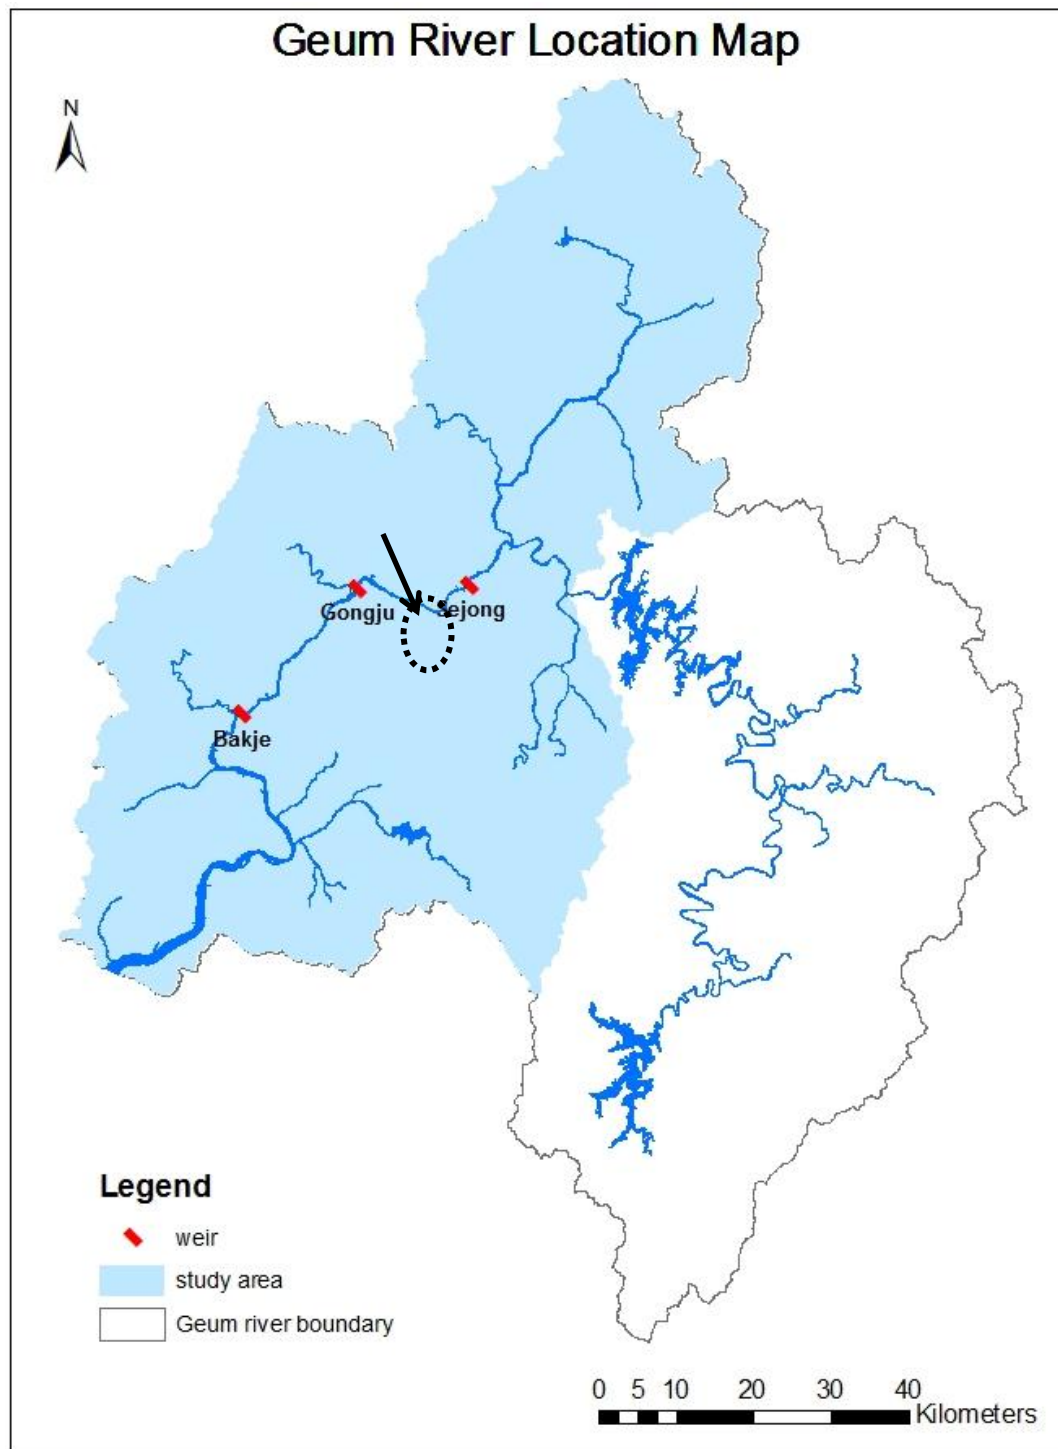 Geum River Location Map
N
Gongju
Sejong
Bakje
Legend
weir
study area
Geum river boundary
0 5 10 20 30 40
Kilometers